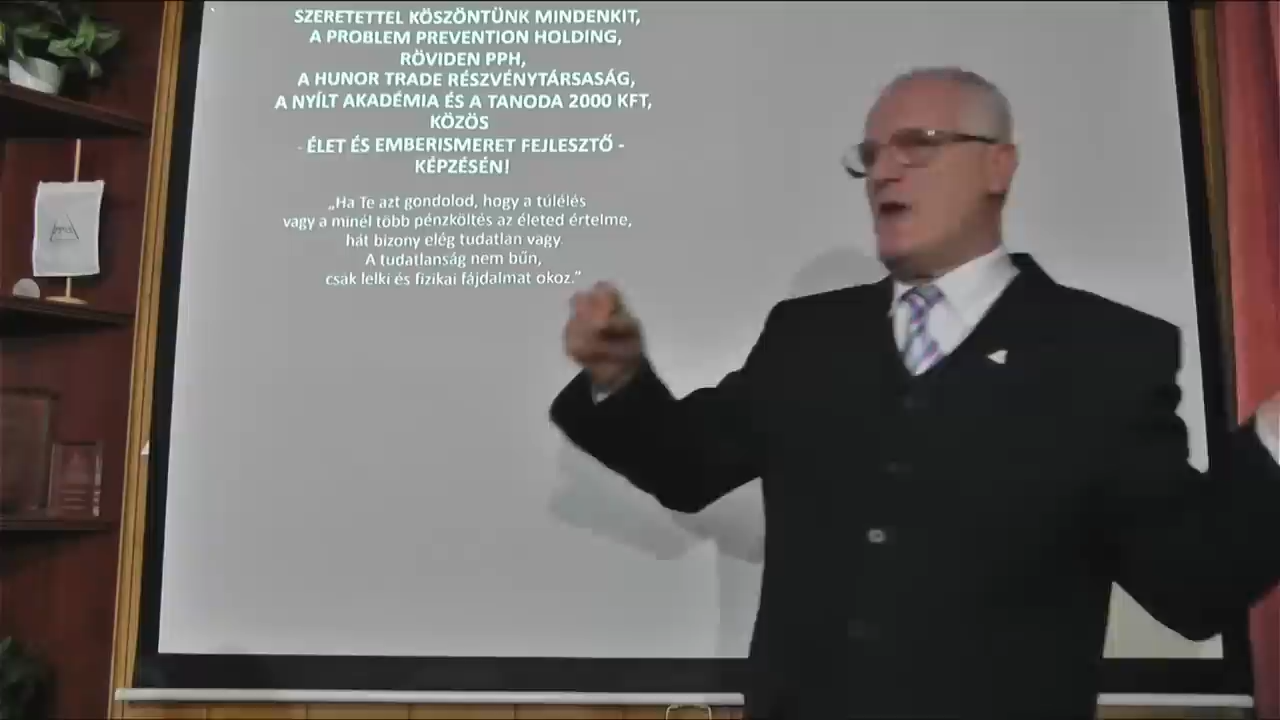 SZERETETTEL KÖSZÖNTÜNK MINDENKIT,
A PROBLEM PREVENTION HOLDING,
RÖVIDEN PPH,
A HUNOR TRADE RÉSZVÉNYTÁRSASÁG,
A NYÍLT AKADÉMIA ÉS A TANODA 2000 KFT,
KÖZÖS
- ÉLET ÉS EMBERISMERET FEJLESZTŐ -
KÉPZÉSÉN!
„Ha Te azt gondolod, hogy a túlélés
vagy a minél több pénzköltés az életed értelme,
hát bizony elég tudatlan vagy.
A tudatlanság nem bűn,
csak lelki és fizikai fájdalmat okoz.”